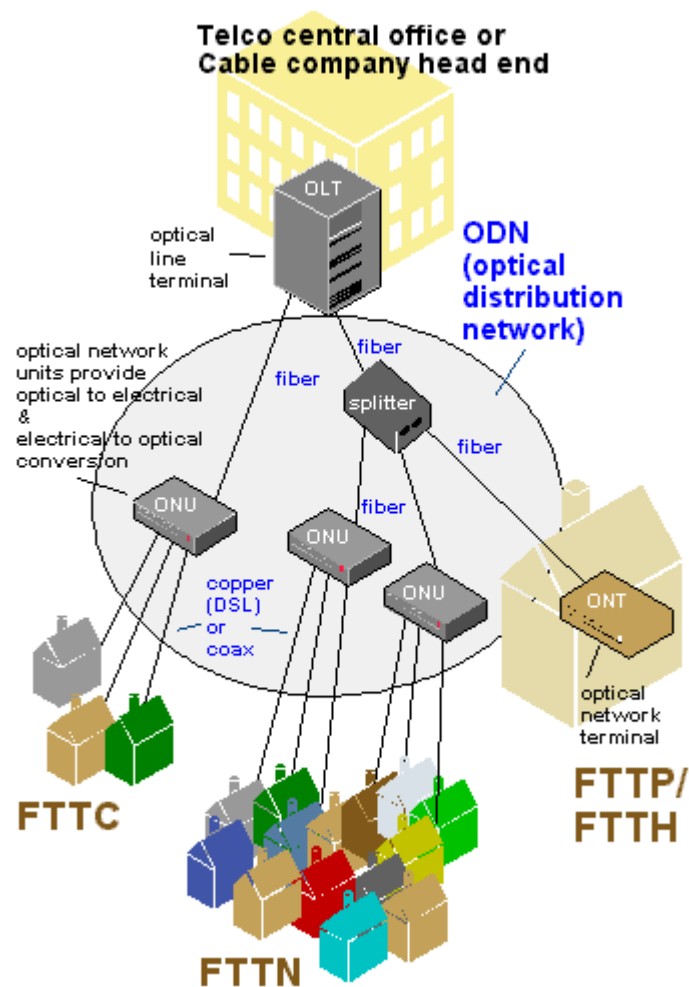 Telco central office or
Cable company head end
OLT
optical
line
terminal
ODN
(optical
distribution
network)
optical network
units provide
optical to electrical
&
electrical to optical
conversion
fiber
fiber
splitter
fiber
fiber
ONU
ONU
ONU
ONT
copper
(DSL)
or
coax
optical
network
terminal
FTTC
FTTP/
FTTH
FTTN